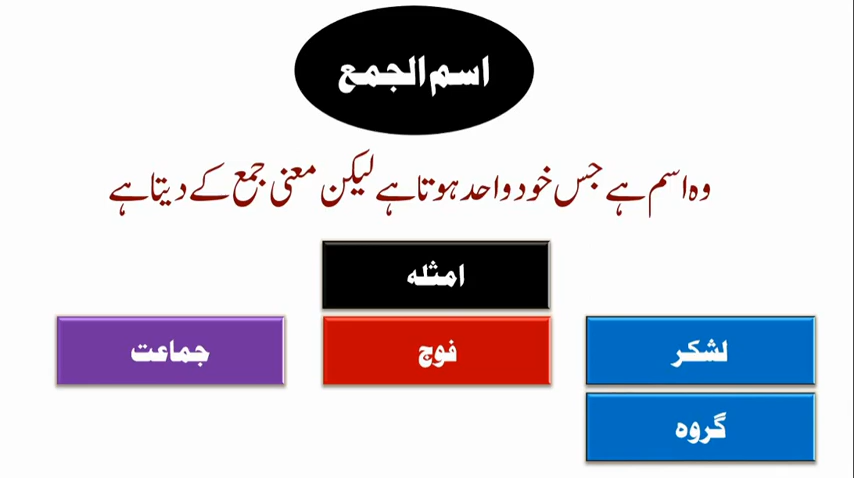 اسم الجمع
وہ اسم ہے جس خود واحد ہوتا ہے لیکن معنی جمع کے دیتا ہے
امثلہ
لشکر
فوج
جماعت
گروہ